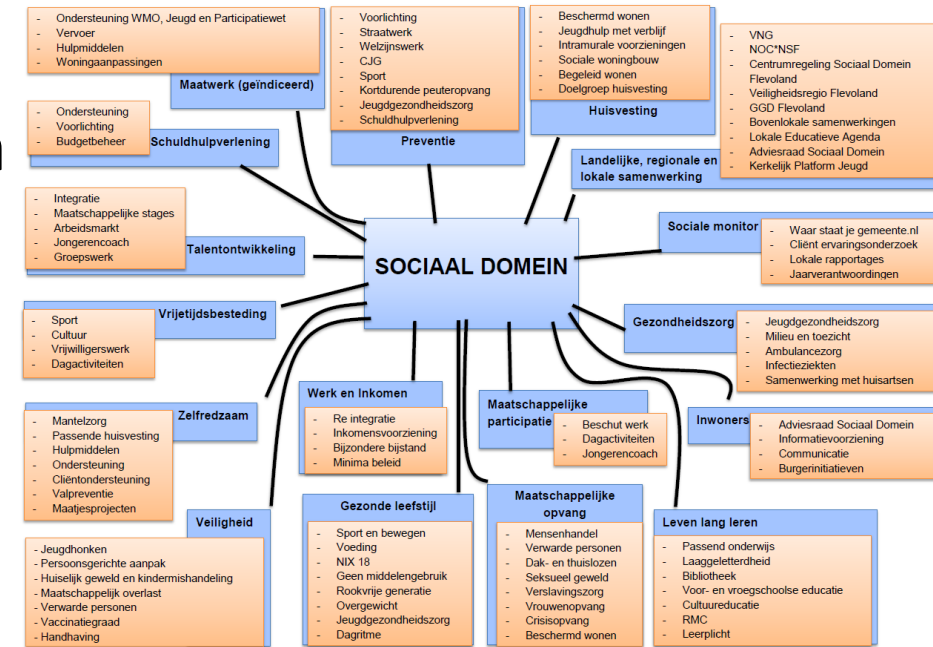 - Ondersteuning WMO, Jeugd en Participatiewet
- Vervoer
- Hulpmiddelen
- Woningaanpassingen
Maatwerk (geïndiceerd)
- Voorlichting
- Straatwerk
- Welzijnswerk
- CJG
- Sport
- Kortdurende peuteropvang
- Jeugdgezondheidszorg
- Schuldhulpverlening
Preventie
- Beschermd wonen
- Jeugdhulp met verblijf
- Intramurale voorzieningen
- Sociale woningbouw
- Begeleid wonen
- Doelgroep huisvesting
Huisvesting
- VNG
- NOC*NSF
- Centrumregeling Sociaal Domein
Flevoland
- Veiligheidsregio Flevoland
- GGD Flevoland
- Bovenlokale samenwerkingen
- Lokale Educatieve Agenda
- Adviesraad Sociaal Domein
- Kerkelijk Platform Jeugd
Landelijke, regionale en
lokale samenwerking
- Ondersteuning
- Voorlichting
- Budgetbeheer
Schuldhulpverlening
- Integratie
- Maatschappelijke stages
- Arbeidsmarkt
- Jongerencoach
- Groepswerk
Talentontwikkeling
SOCIAAL DOMEIN
Sociale monitor
- Waar staat je gemeente.nl
- Cliënt ervaringsonderzoek
- Lokale rapportages
- Jaarverantwoordingen
Vrijetijdsbesteding
- Sport
- Cultuur
- Vrijwilligerswerk
- Dagactiviteiten
Gezondheidszorg
- Jeugdgezondheidszorg
- Milieu en toezicht
- Ambulancezorg
- Infectieziekten
- Samenwerking met huisartsen
Zelfredzaam
- Mantelzorg
- Passende huisvesting
- Hulpmiddelen
- Ondersteuning
- Cliëntondersteuning
- Valpreventie
- Maatjesprojecten
Werk en Inkomen
- Re integratie
- Inkomensvoorziening
- Bijzondere bijstand
- Minima beleid
Maatschappelijke
participatie
- Beschut werk
- Dagactiviteiten
- Jongerencoach
Inwoners
- Adviesraad Sociaal Domein
- Informatievoorziening
- Communicatie
- Burgerinitiatieven
Veiligheid
- Jeugdhonken
- Persoonsgerichte aanpak
- Huiselijk geweld en kindermishandeling
- Maatschappelijk overlast
- Verwarde personen
- Vaccinatiegraad
- Handhaving
Gezonde leefstijl
- Sport en bewegen
- Voeding
- NIX 18
- Geen middelengebruik
- Rookvrije generatie
- Overgewicht
- Jeugdgezondheidszorg
- Dagritme
Maatschappelijke
opvang
- Mensenhandel
- Verwarde personen
- Dak- en thuislozen
- Seksueel geweld
- Verslavingszorg
- Vrouwenopvang
- Crisisopvang
- Beschermd wonen
Leven lang leren
- Passend onderwijs
- Laaggeletterdheid
- Bibliotheek
- Voor- en vroegschoolse educatie
- Cultuureducatie
- RMC
- Leerplicht